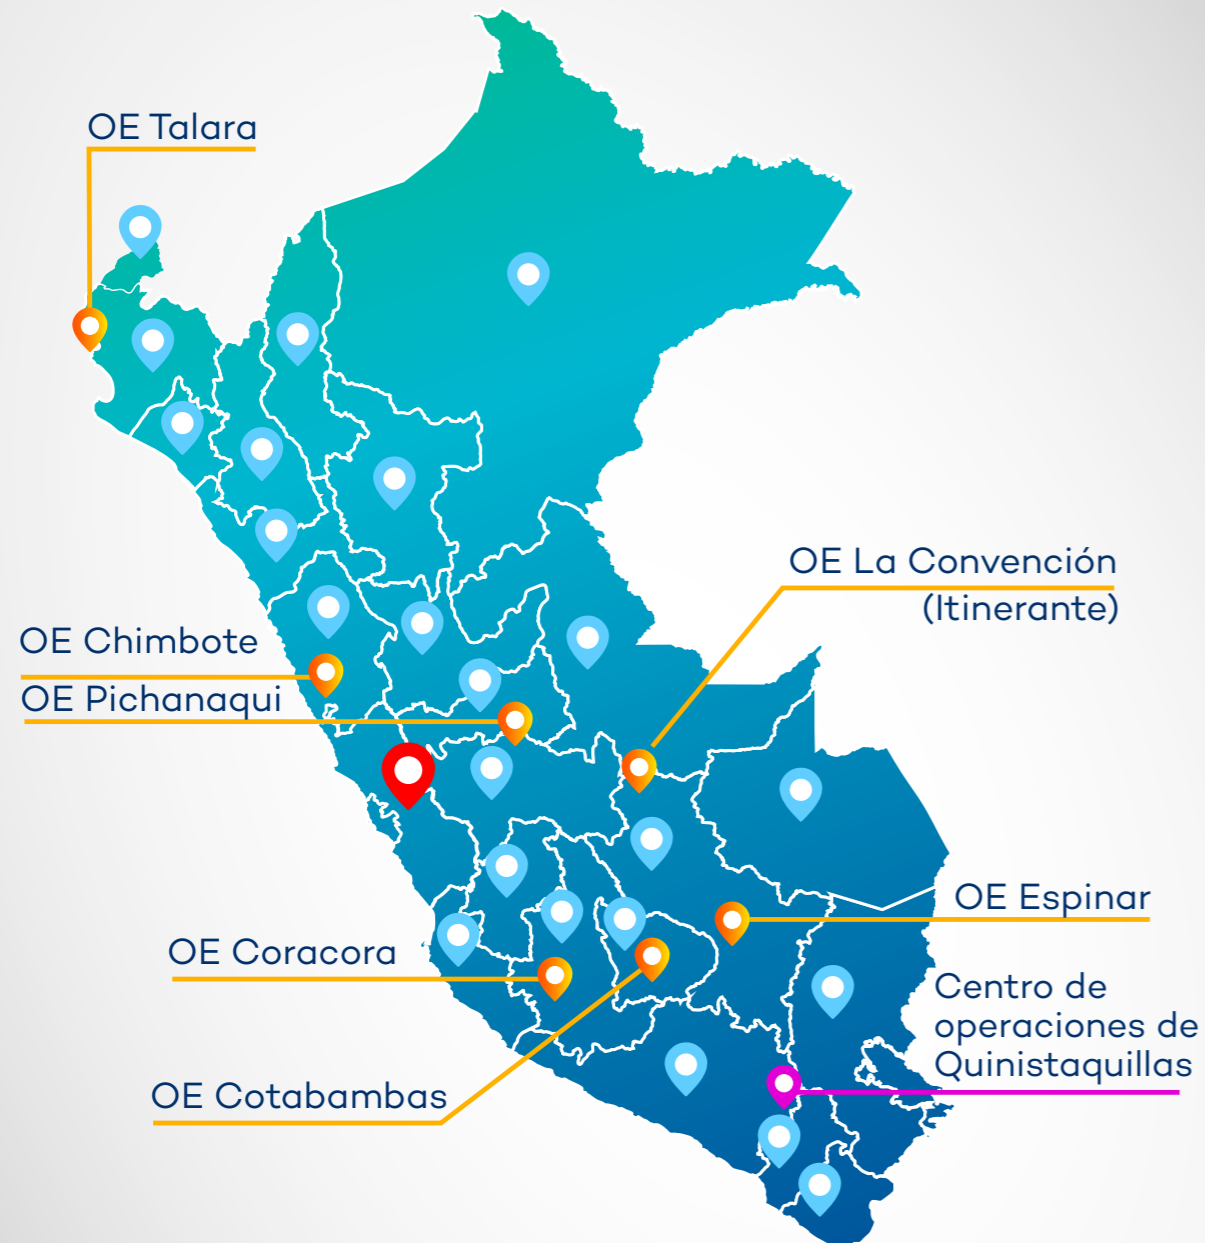 OE Talara
OE La Convención
(Itinerante)
OE Chimbote
OE Pichanaqui
OE Espinar
OE Coracora
Centro de
operaciones de
Quinistaquillas
OE Cotabambas